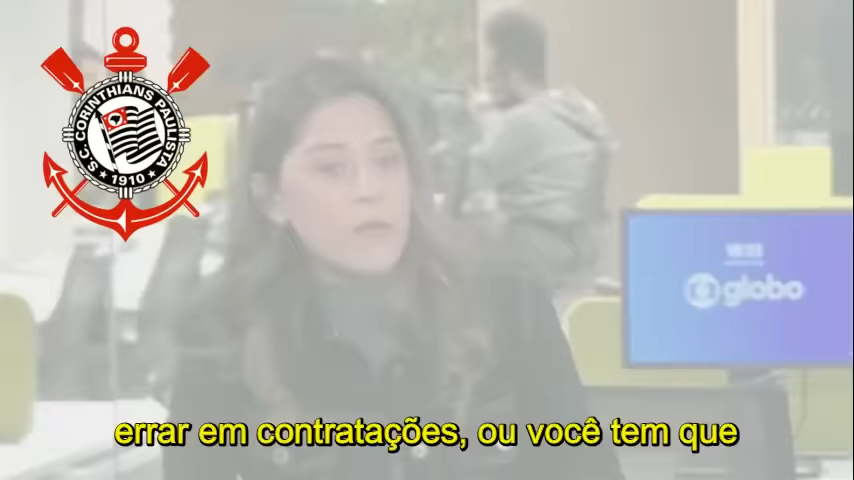 S.C. CORINTHIANS PAULISTA
1910
globo
errar em contratações, ou você tem que